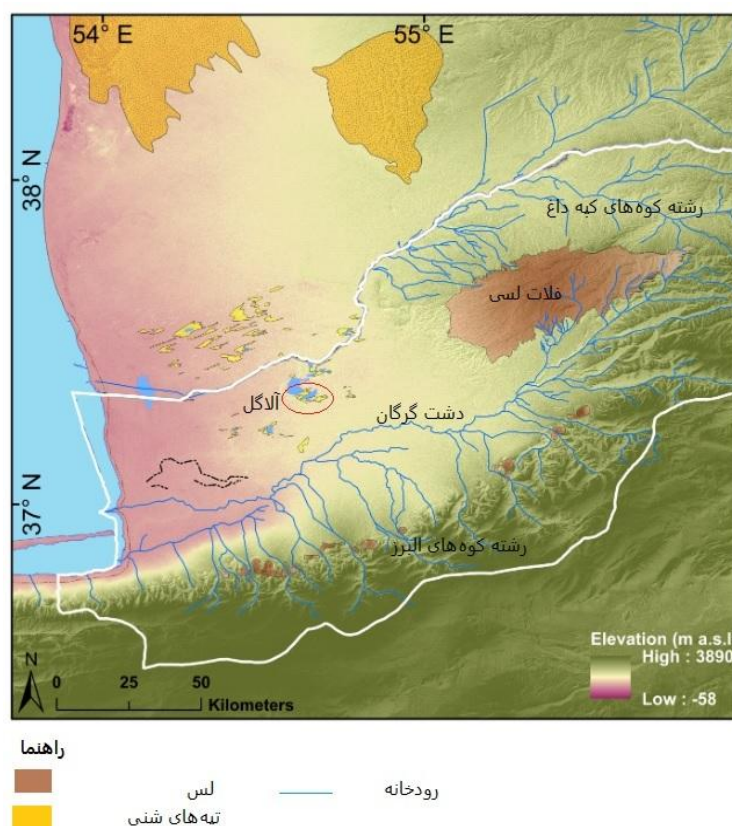 54° E
55° E
38° N
رشته کوه‌های کپه داغ
فلات لسی
آلاگل
دشت گرگان
37° N
رشته کوه‌های البرز
Elevation (m a.s.l
High : 3890
Low : -58
N
0 25 50
Kilometers
راهنما
لس
رودخانه
تپه‌های شنی